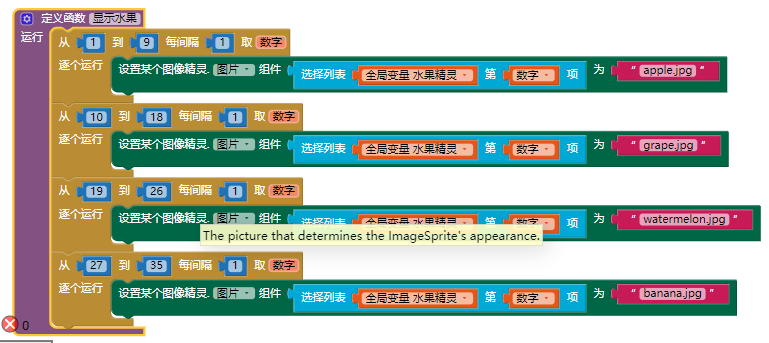 定义函数 显示水果
运行 从 1 到 9 每间隔 1 取 数字
逐个运行 设置某个图像精灵. 图片 组件 选择列表 全局变量 水果精灵 第 数字 项 为 " apple.jpg "
从 10 到 18 每间隔 1 取 数字
逐个运行 设置某个图像精灵. 图片 组件 选择列表 全局变量 水果精灵 第 数字 项 为 " grape.jpg "
从 19 到 26 每间隔 1 取 数字
逐个运行 设置某个图像精灵. 图片 组件 选择列表 全局变量 水果精灵 第 数字 项 为 " watermelon.jpg "
The picture that determines the ImageSprite's appearance.
从 27 到 35 每间隔 1 取 数字
逐个运行 设置某个图像精灵. 图片 组件 选择列表 全局变量 水果精灵 第 数字 项 为 " banana.jpg "
0